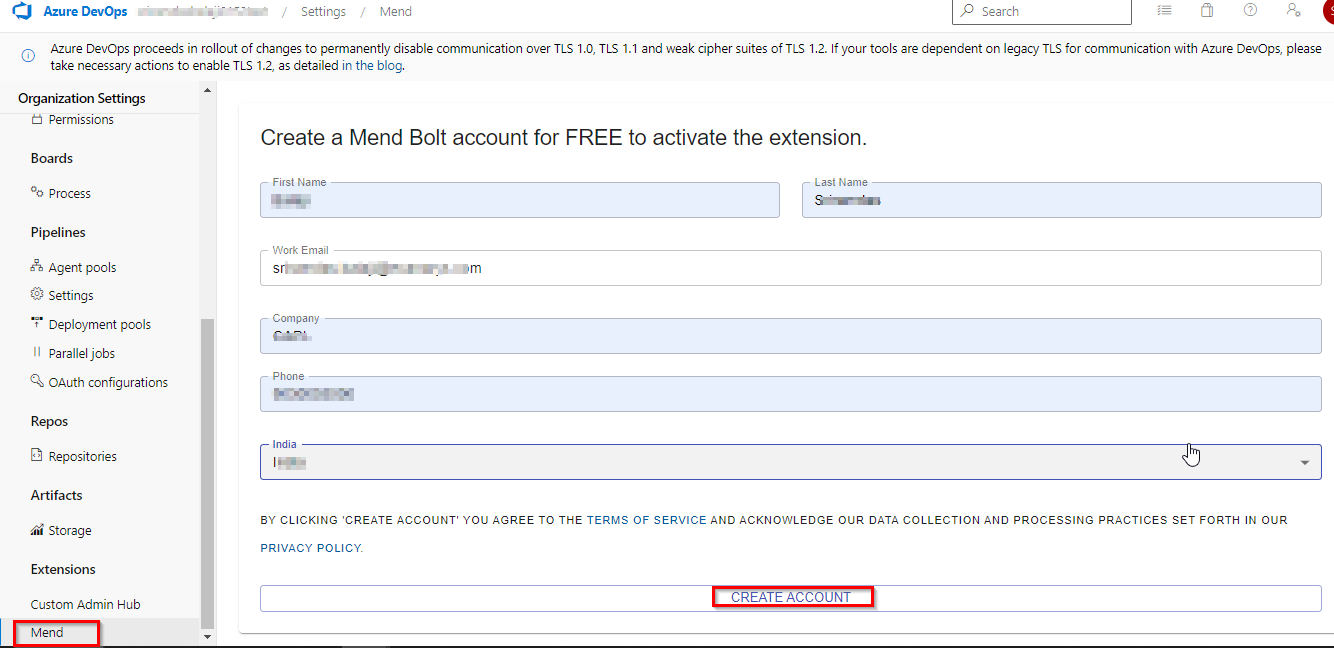 Azure DevOps / Settings / Mend Search
Azure DevOps proceeds in rollout of changes to permanently disable communication over TLS 1.0, TLS 1.1 and weak cipher suites of TLS 1.2. If your tools are dependent on legacy TLS for communication with Azure DevOps, please
take necessary actions to enable TLS 1.2, as detailed in the blog.
Organization Settings
Permissions
Boards
Process
Pipelines
Agent pools
Settings
Deployment pools
Parallel jobs
OAuth configurations
Repos
Repositories
Artifacts
Storage
Extensions
Custom Admin Hub
Mend
Create a Mend Bolt account for FREE to activate the extension.
First Name
Last Name
Work Email
Company
Phone
India
BY CLICKING 'CREATE ACCOUNT' YOU AGREE TO THE TERMS OF SERVICE AND ACKNOWLEDGE OUR DATA COLLECTION AND PROCESSING PRACTICES SET FORTH IN OUR
PRIVACY POLICY.
CREATE ACCOUNT